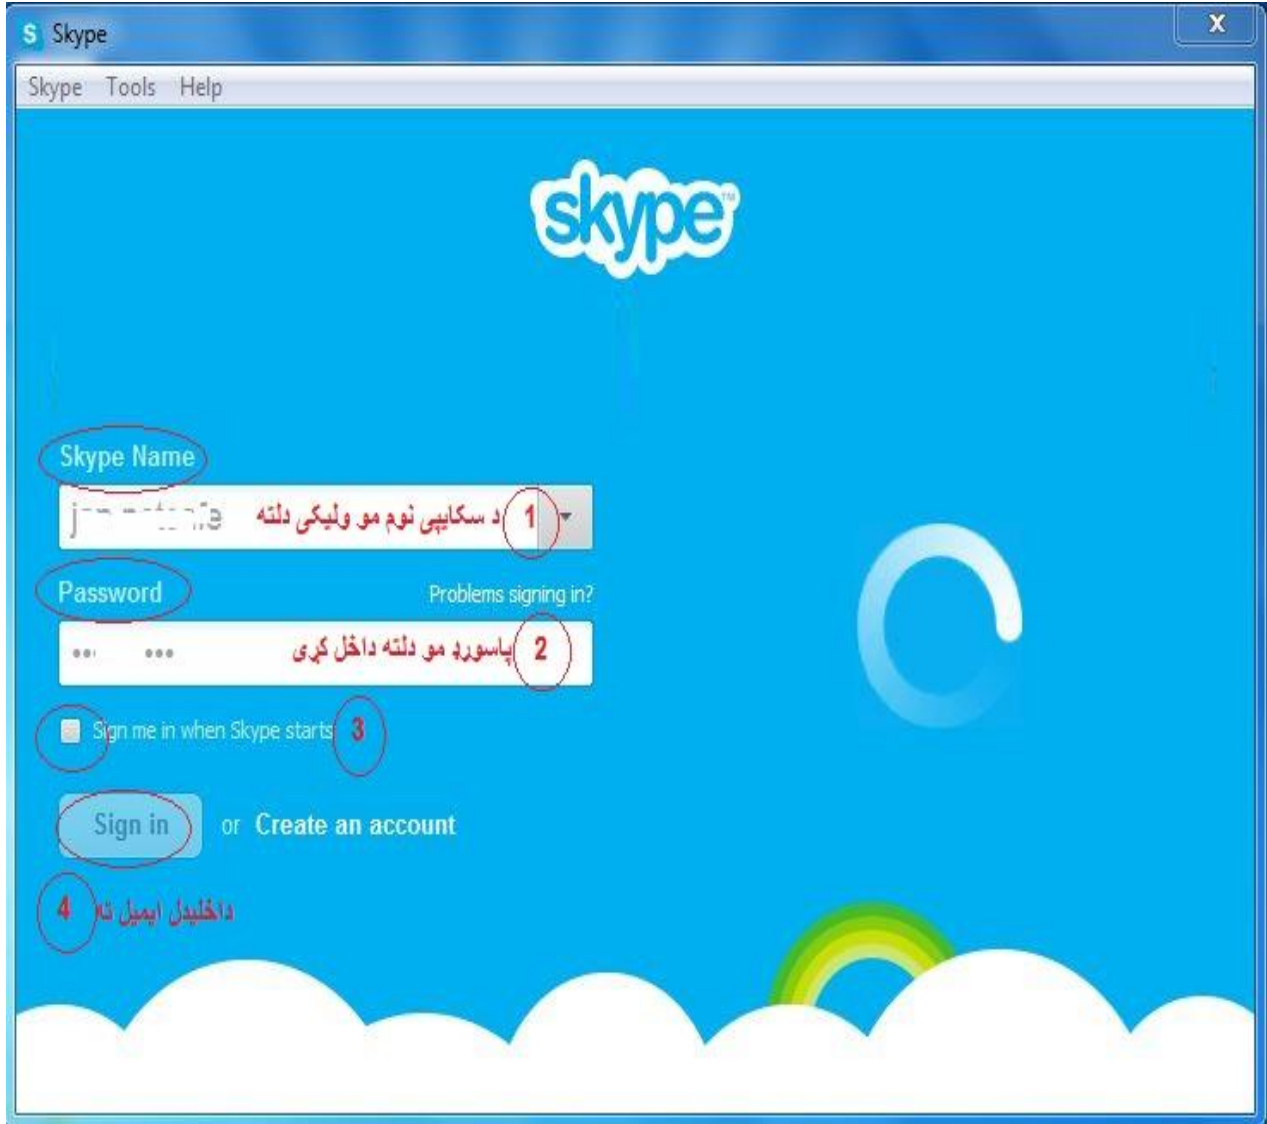 Skype
Skype Tools Help
skype™
Skype Name
د سکایپی نوم مو ولیکی دلته 1
Password Problems signing in?
پاسورډ مو دلته داخل کړی 2
Sign me in when Skype starts 3
Sign in or Create an account
4 داخلیدل ایمیل ته